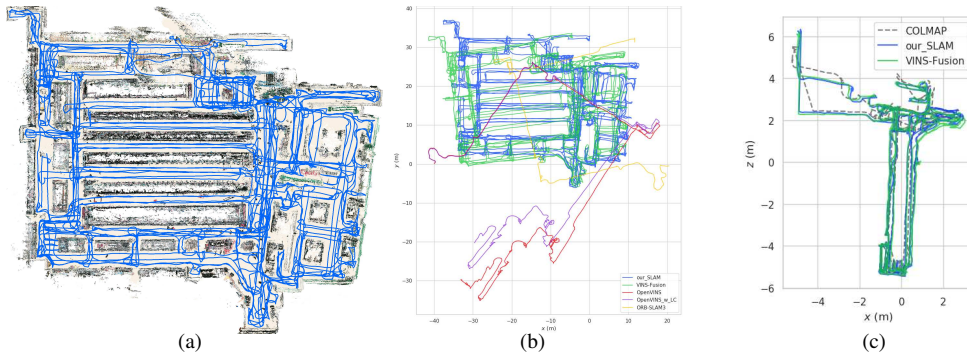 40
30
20
10
0
−10
−20
−30
z (m)
−40
−30
−20
−10
0
10
20
30
x (m)
our_SLAM
VINS-Fusion
OpenVINS
OpenVINS_w_LC
ORB-SLAM3
6
4
2
0
−2
−4
−6
z (m)
−4
−2
0
2
x (m)
COLMAP
our_SLAM
VINS-Fusion
(a)
(b)
(c)